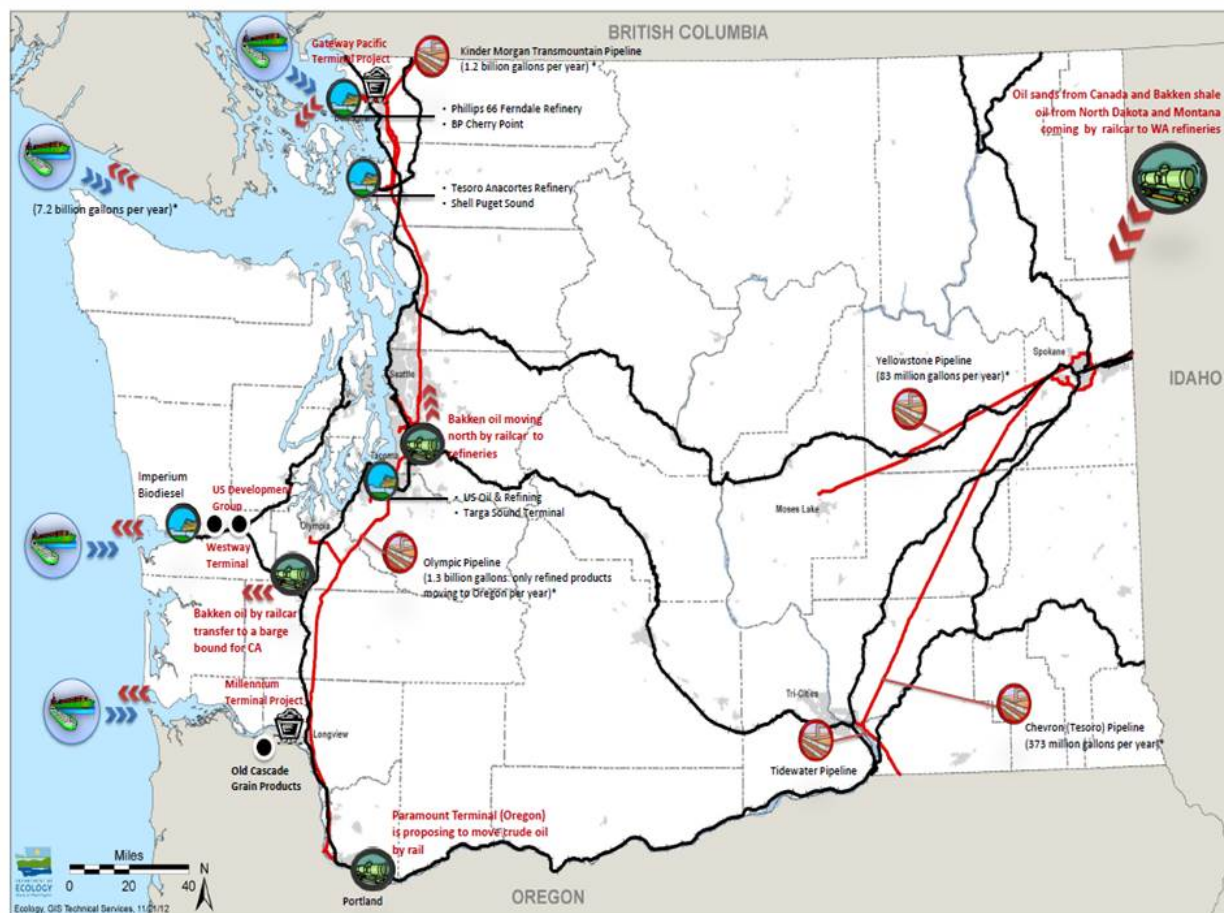 BRITISH COLUMBIA
Gateway Pacific
Terminal Project
Kinder Morgan Transmountain Pipeline
(1.2 billion gallons per year) *
• Phillips 66 Ferndale Refinery
• BP Cherry Point
Oil sands from Canada and Bakken shale
oil from North Dakota and Montana
coming by railcar to WA refineries
• Tesoro Anacortes Refinery
• Shell Puget Sound
(7.2 billion gallons per year)*
Seattle
Spokane
Yellowstone Pipeline
(83 million gallons per year)*
IDAHO
Bakken oil moving
north by railcar to
refineries
Tacoma
Imperium
Biodiesel
US Development
Group
Westway
Terminal
• US Oil & Refining
• Targa Sound Terminal
Moses Lake
Olympia
Olympic Pipeline
(1.3 billion gallons. only refined products
moving to Oregon per year)*
Bakken oil by railcar
transfer to a barge
bound for CA
Millennium
Terminal Project
Longview
Old Cascade
Grain Products
Tri-Cities
Tidewater Pipeline
Chevron (Tesoro) Pipeline
(373 million gallons per year)*
Paramount Terminal (Oregon)
is proposing to move crude oil
by rail
Portland
OREGON
Miles
0 20 40
N
DEPARTMENT OF
ECOLOGY
State of Washington
Ecology, GIS Technical Services, 11/21/12